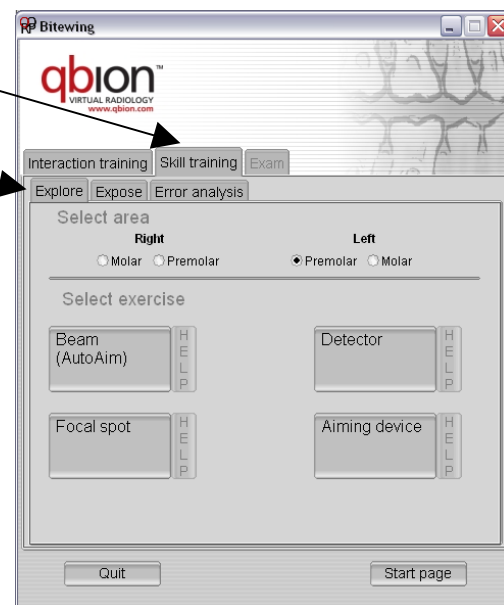 Bitewing
qbion™
VIRTUAL RADIOLOGY
www.qbion.com
Interaction training Skill training Exam
Explore Expose Error analysis
Select area
Right Left
Molar Premolar Premolar Molar
Select exercise
Beam
(AutoAim)
HELP
Detector
HELP
Focal spot
HELP
Aiming device
HELP
Quit Start page